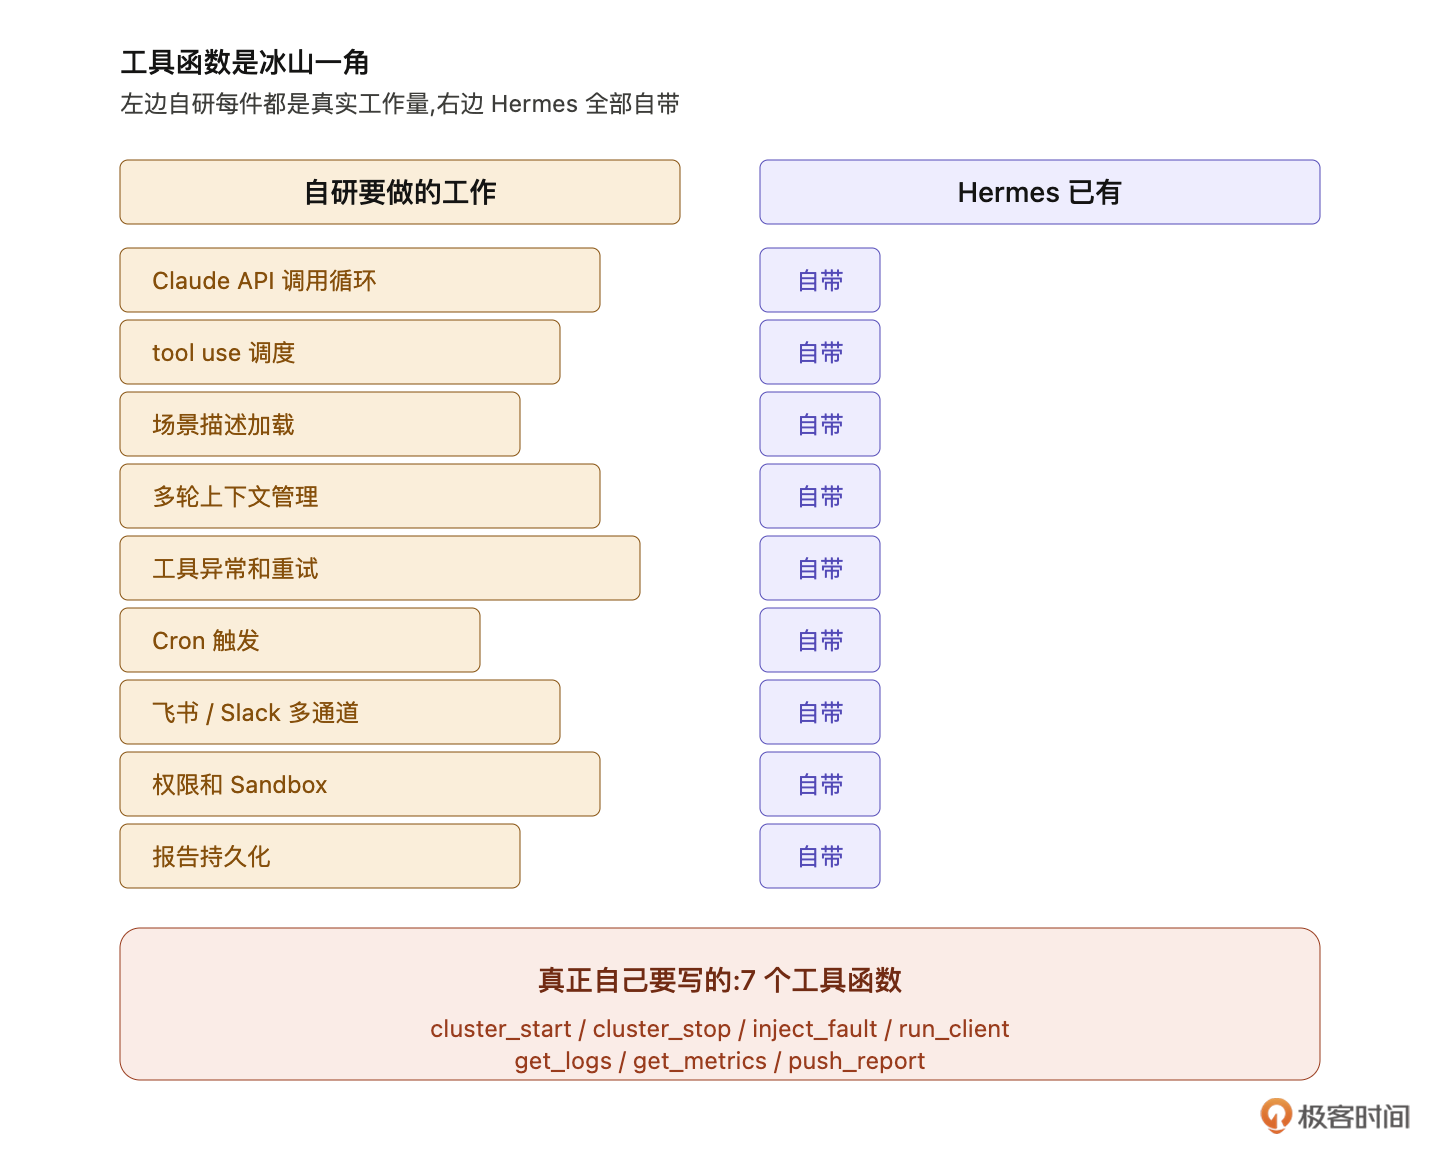 工具函数是冰山一角
左边自研每件都是真实工作量,右边 Hermes 全部自带
自研要做的工作
Hermes 已有
Claude API 调用循环
自带
tool use 调度
自带
场景描述加载
自带
多轮上下文管理
自带
工具异常和重试
自带
Cron 触发
自带
飞书 / Slack 多通道
自带
权限和 Sandbox
自带
报告持久化
自带
真正自己要写的:7 个工具函数
cluster_start / cluster_stop / inject_fault / run_client
get_logs / get_metrics / push_report
极客时间